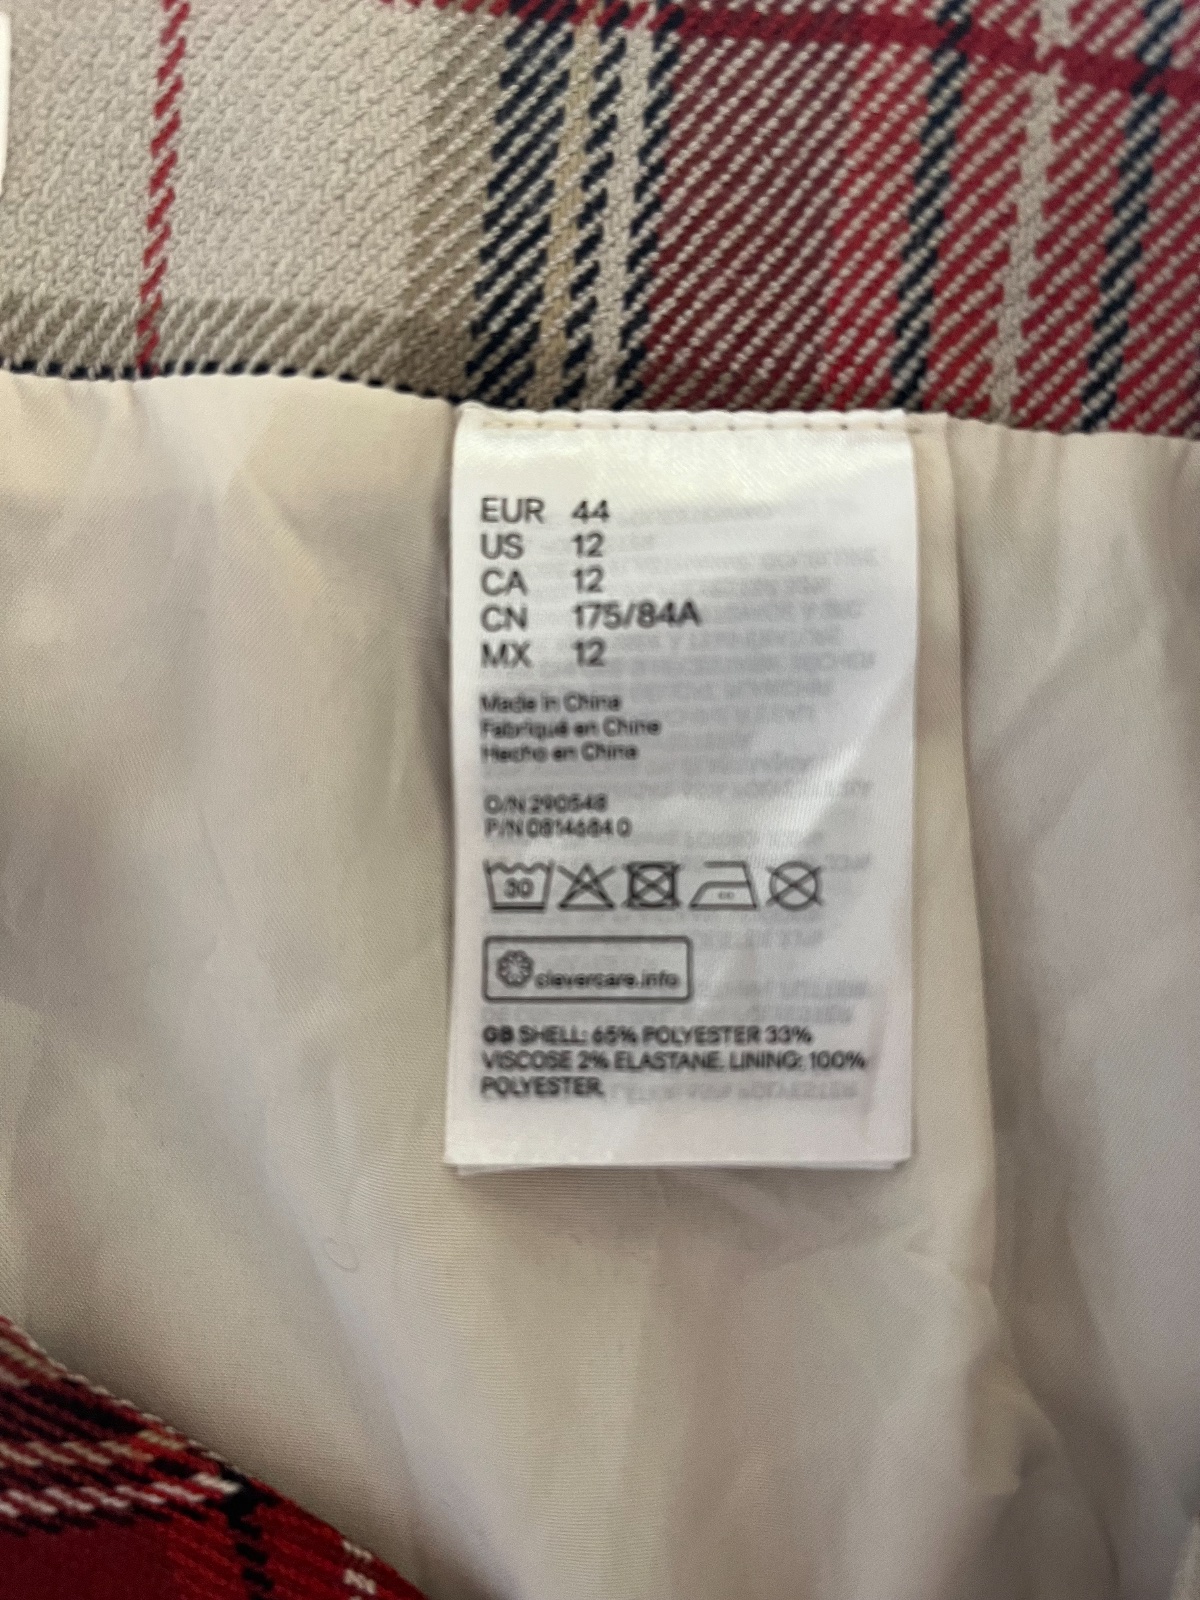 EUR 44
US 12
CA 12
CN 175/84A
MX 12
Made in China
Fabriqué en Chine
Hecho en China
O/N 290548
P/N 0814684 0
30
clevercare.info
GB SHELL: 65% POLYESTER 33%
VISCOSE 2% ELASTANE. LINING: 100%
POLYESTER.